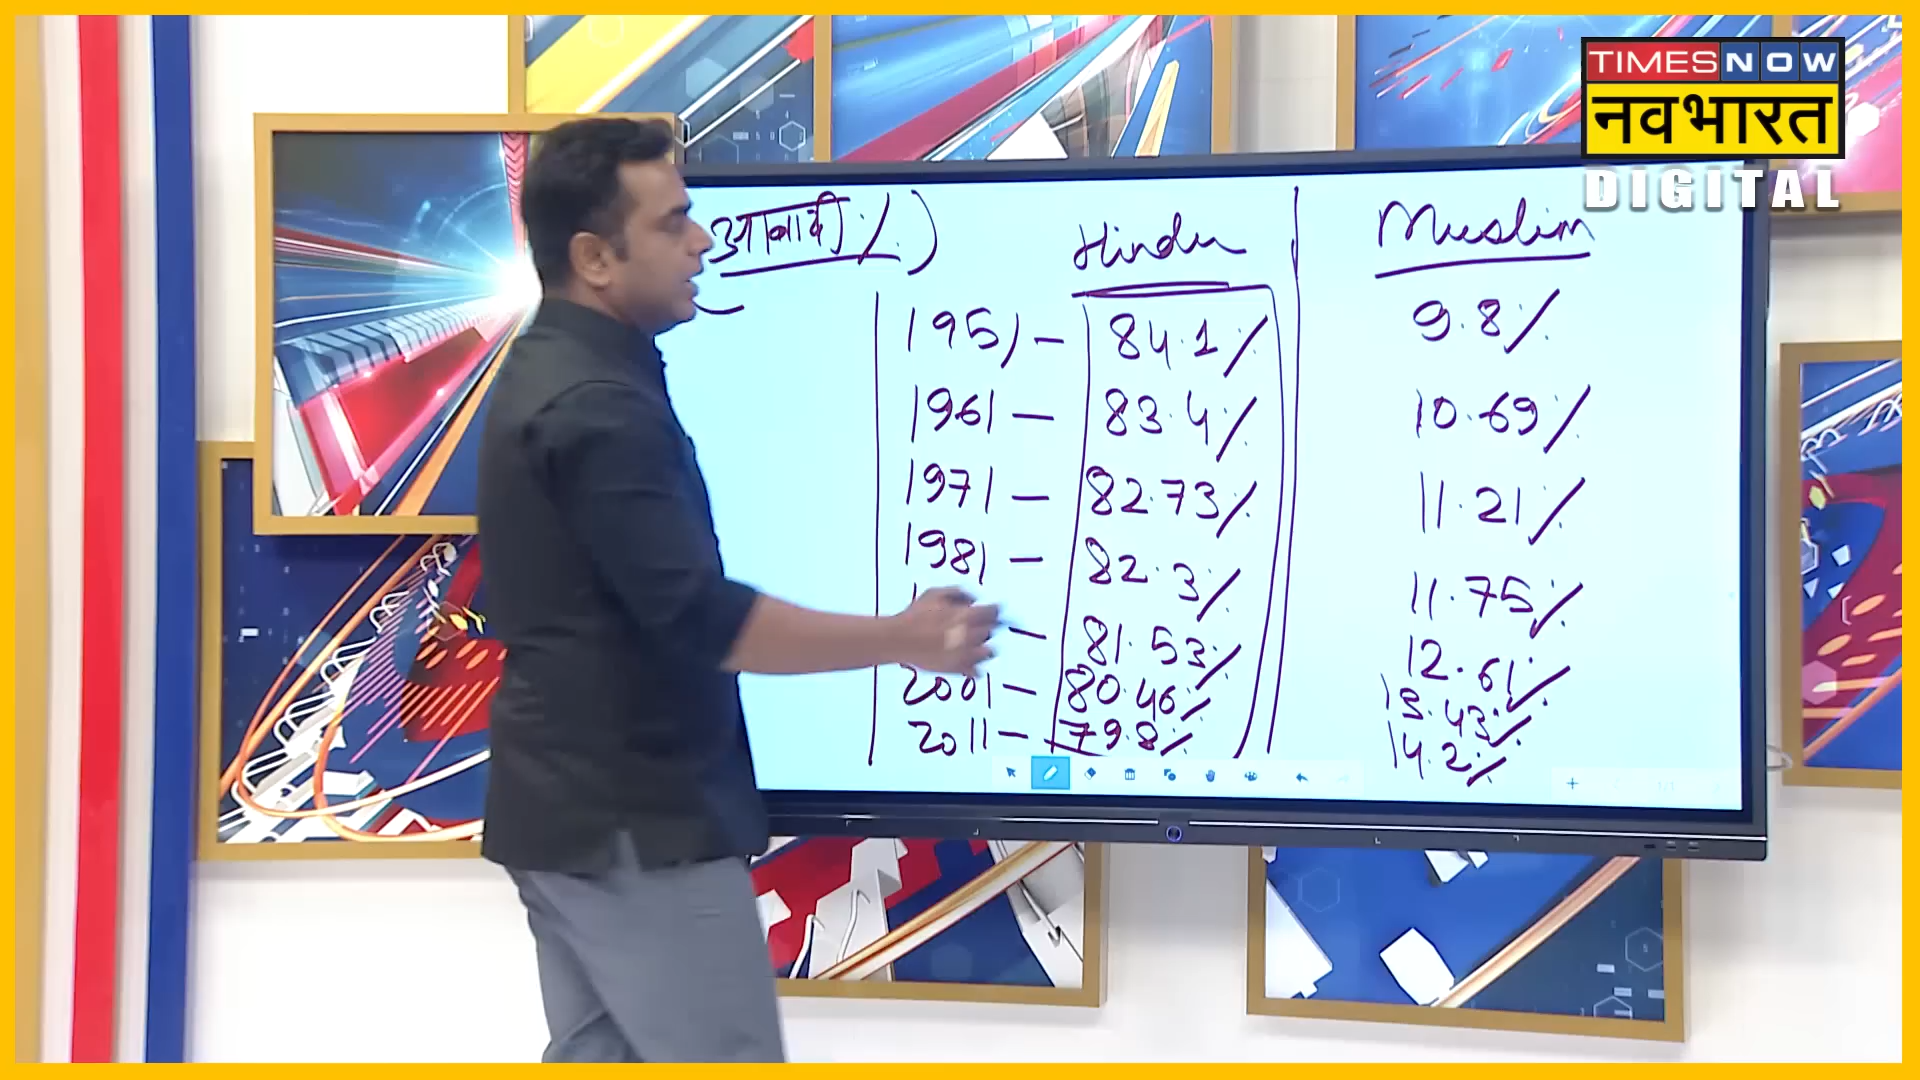 TIMES NOW
नवभारत
DIGITAL
आबादी %)
Hindu
Muslim
1951 - 84.1% 9.8%
1961 - 83.4% 10.69%
1971 - 82.73% 11.21%
1981 - 82.3% 11.75%
- 81.53% 12.61%
2001 - 80.46% 13.43%
2011 - 79.8% 14.2%